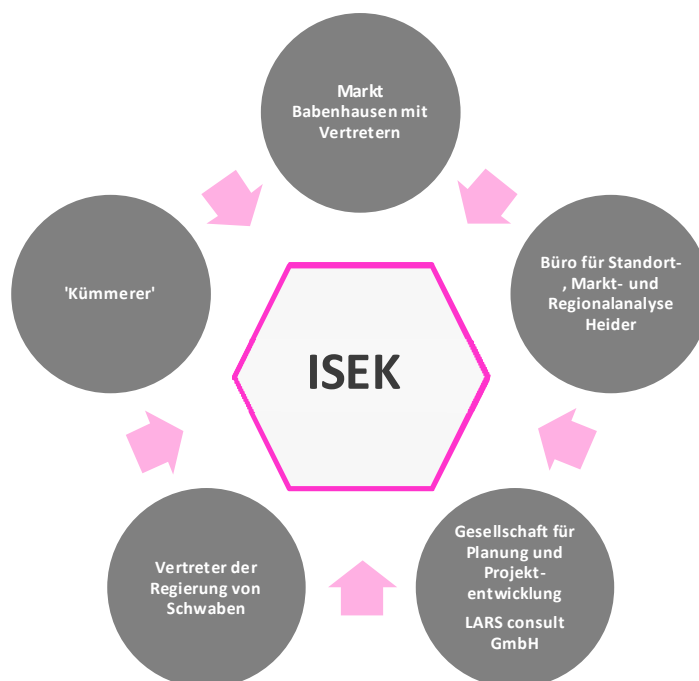 Markt
Babenhausen mit
Vertretern
'Kümmerer'
Büro für Standort-
, Markt- und
Regionalanalyse
Heider
ISEK
Vertreter der
Regierung von
Schwaben
Gesellschaft für
Planung und
Projekt-
entwicklung
LARS consult
GmbH